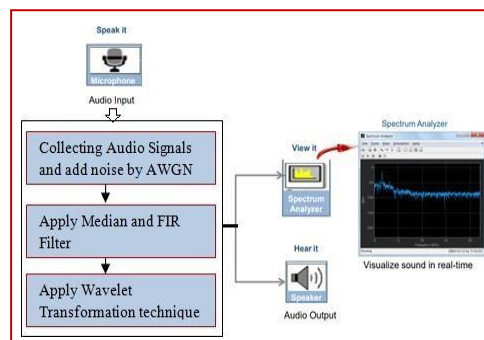 Speak it
Microphone
Audio Input
Collecting Audio Signals
and add noise by AWGN
Apply Median and FIR
Filter
Apply Wavelet
Transformation technique
View it
Spectrum
Analyzer
Hear it
Speaker
Audio Output
Spectrum Analyzer
Visualize sound in real-time